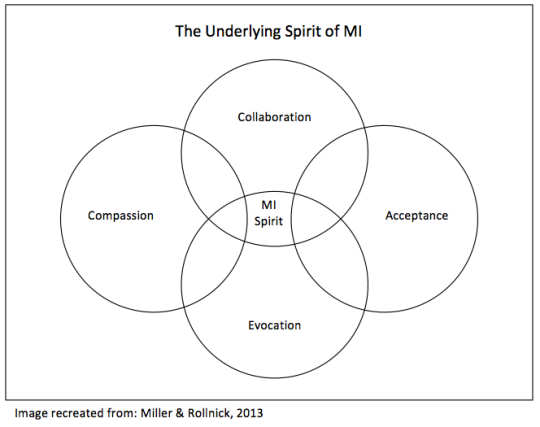 The Underlying Spirit of MI
Collaboration
Compassion
MI
Spirit
Acceptance
Evocation
Image recreated from: Miller & Rollnick, 2013